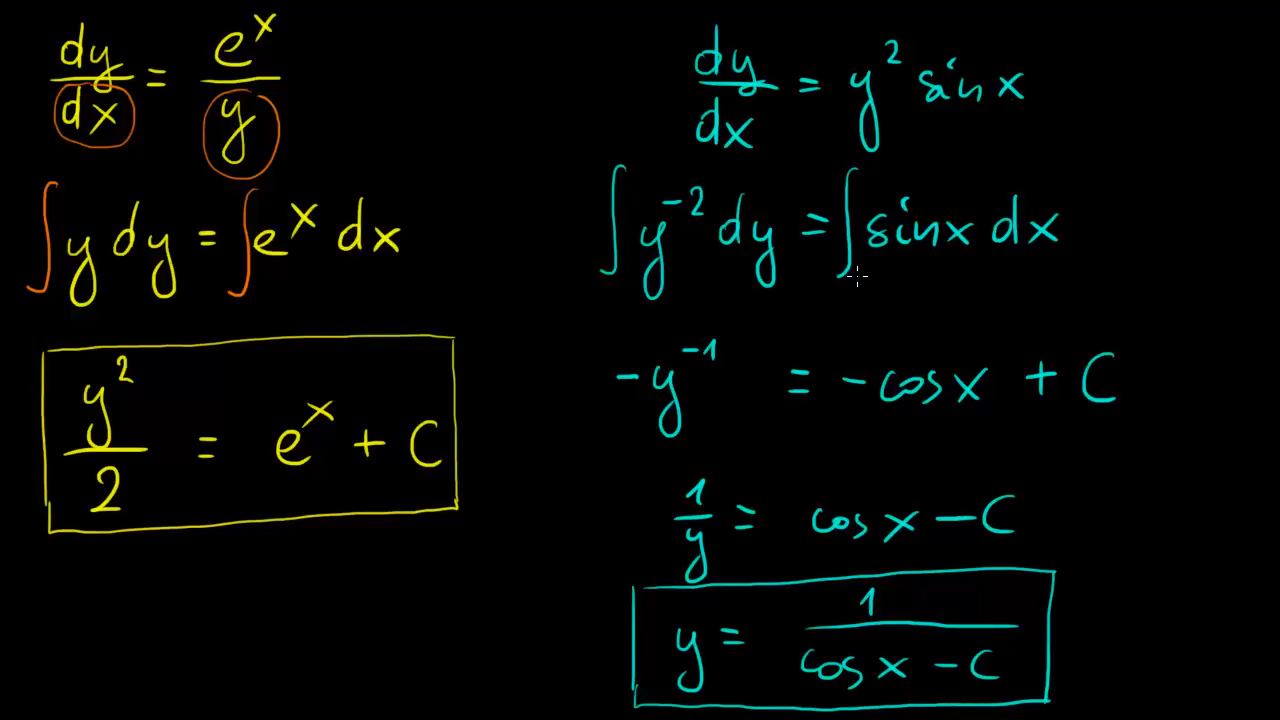 dy/dx = e^x/y
∫ y dy = ∫ e^x dx
y^2/2 = e^x + C
dy/dx = y^2 sin x
∫ y^-2 dy = ∫ sin x dx
-y^-1 = -cos x + C
1/y = cos x - C
y = 1/(cos x - C)